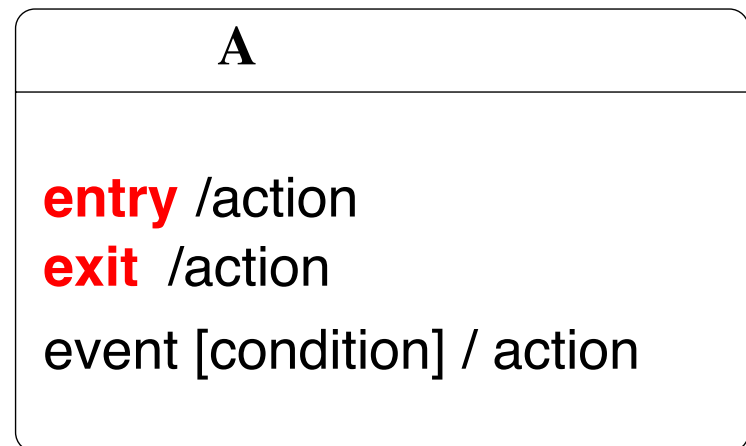 A
entry /action
exit /action
event [condition] / action